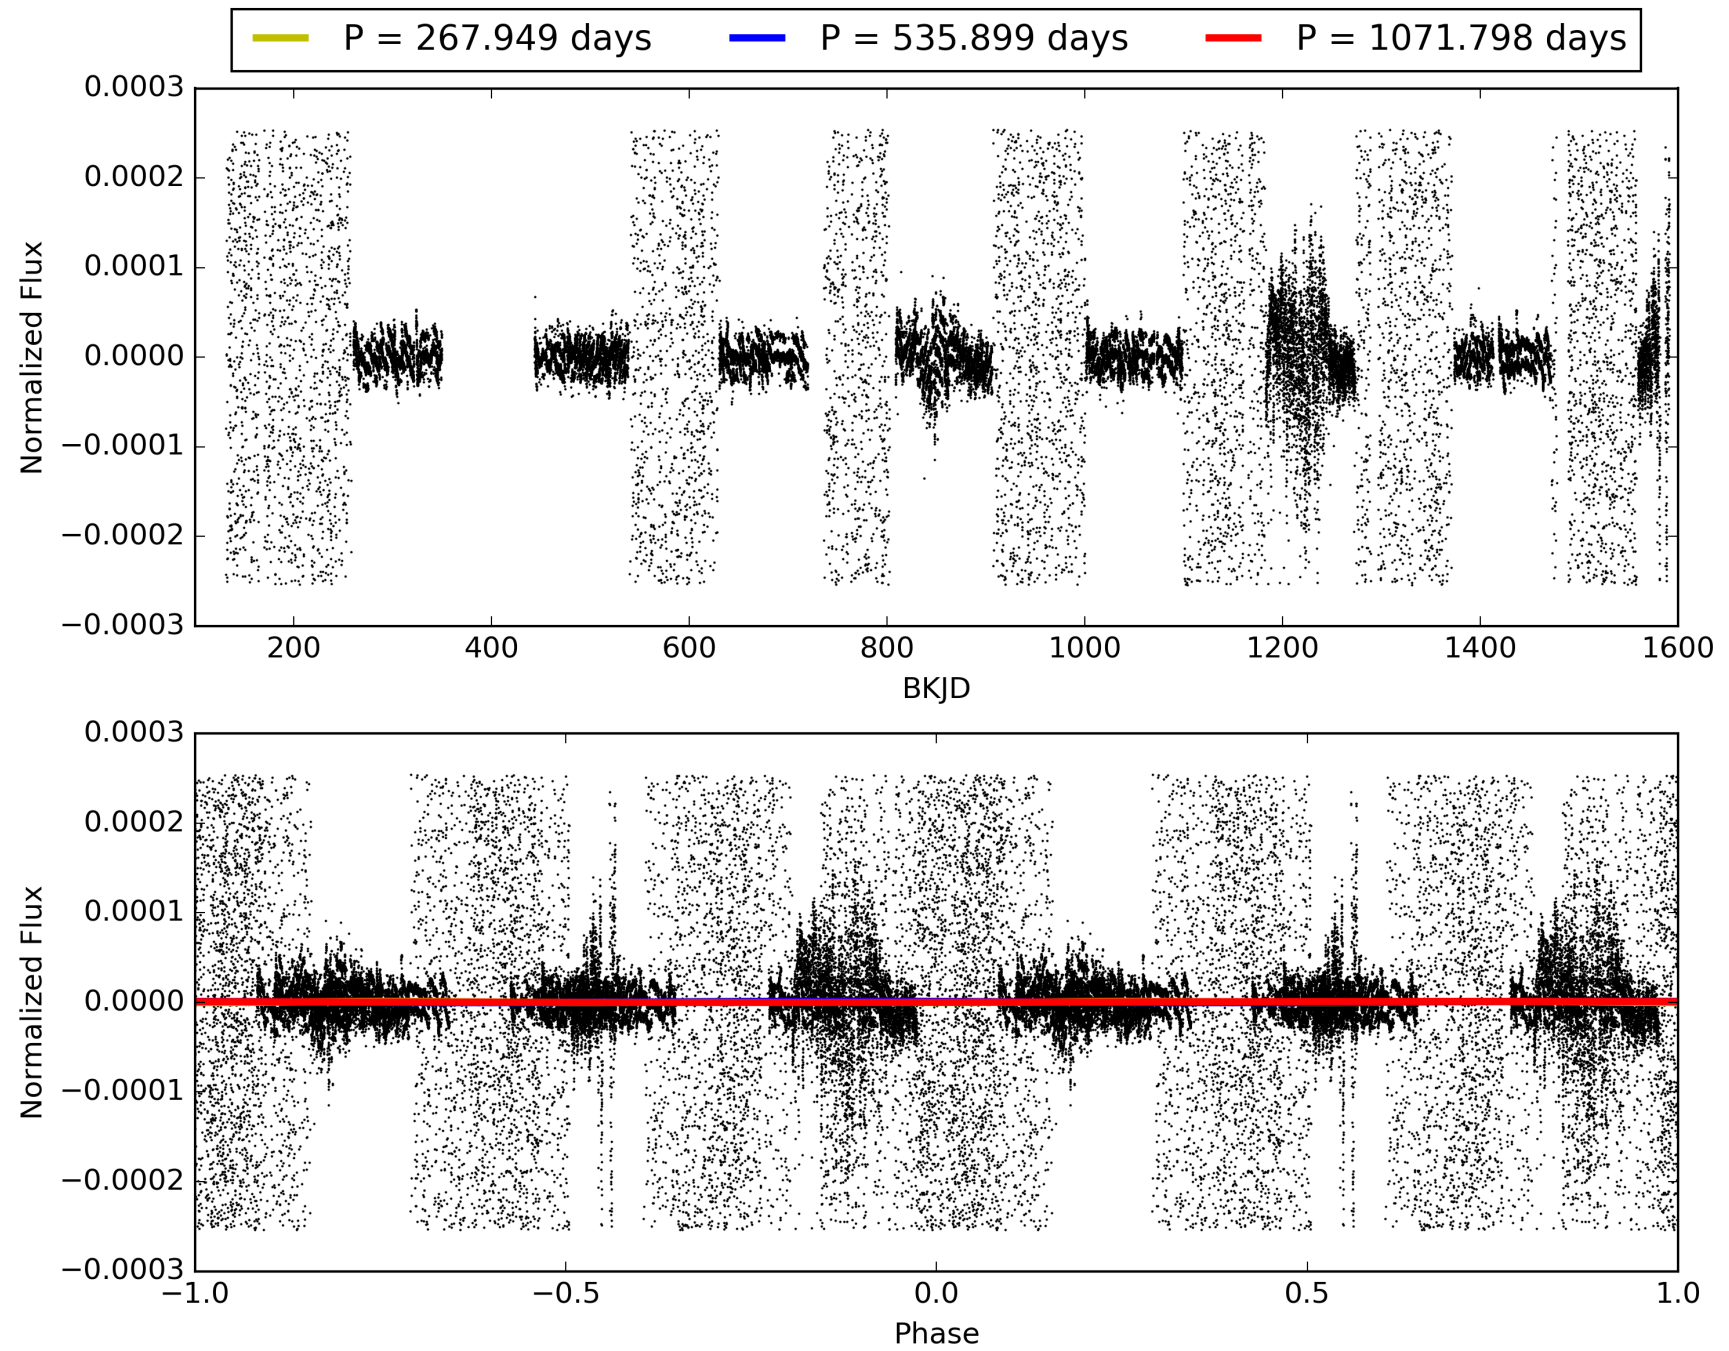 P = 267.949 days P = 535.899 days P = 1071.798 days
0.0003
0.0002
0.0001
0.0000
−0.0001
−0.0002
−0.0003
Normalized Flux
200 400 600 800 1000 1200 1400 1600
BKJD
0.0003
0.0002
0.0001
0.0000
−0.0001
−0.0002
−0.0003
Normalized Flux
−1.0 −0.5 0.0 0.5 1.0
Phase